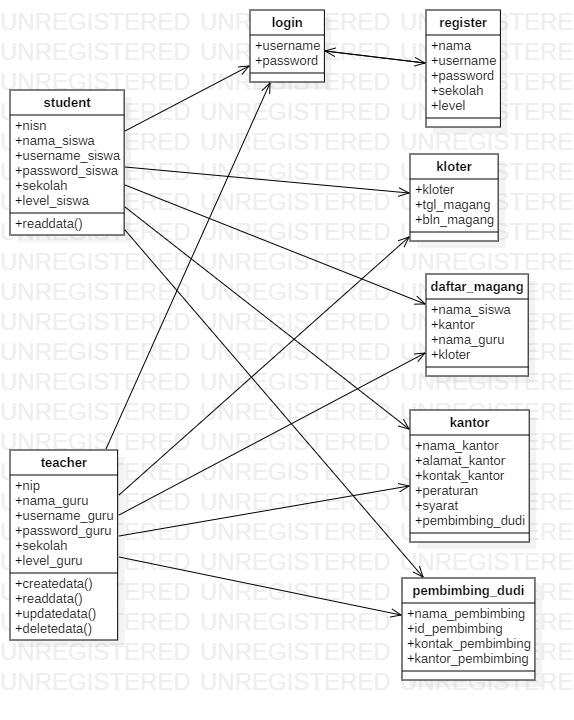 login
+username
+password
register
+nama
+username
+password
+sekolah
+level
student
+nisn
+nama_siswa
+username_siswa
+password_siswa
+sekolah
+level_siswa
+readdata()
kloter
+kloter
+tgl_magang
+bln_magang
daftar_magang
+nama_siswa
+kantor
+nama_guru
+kloter
kantor
+nama_kantor
+alamat_kantor
+kontak_kantor
+peraturan
+syarat
+pembimbing_dudi
teacher
+nip
+nama_guru
+username_guru
+password_guru
+sekolah
+level_guru
+createdata()
+readdata()
+updatedata()
+deletedata()
pembimbing_dudi
+nama_pembimbing
+id_pembimbing
+kontak_pembimbing
+kantor_pembimbing
UNREGISTERED